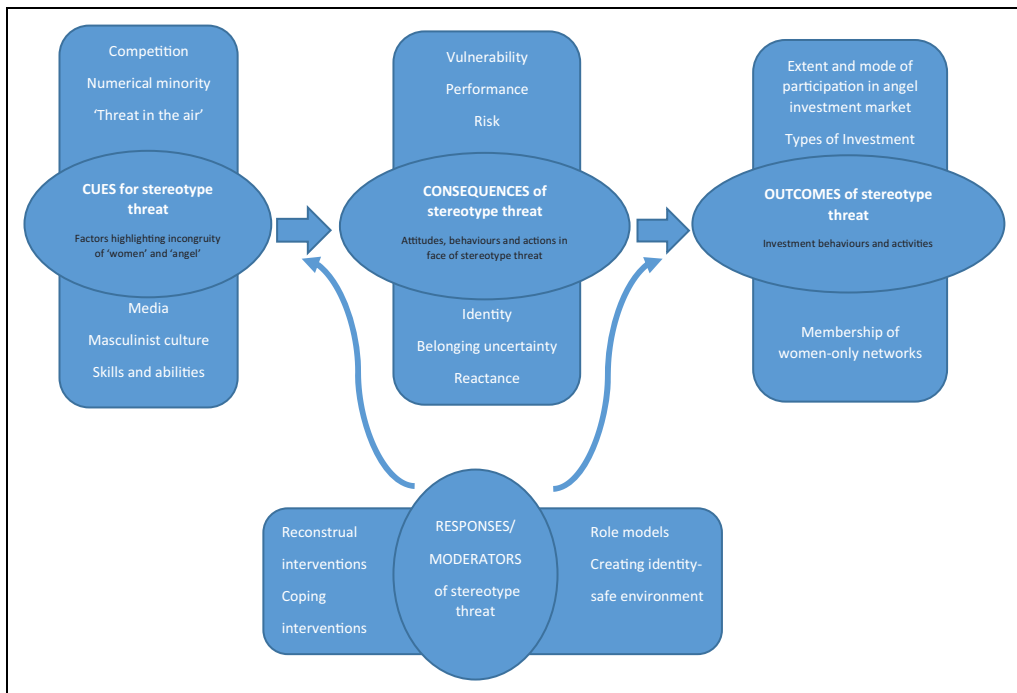 Competition
Numerical minority
‘Threat in the air’
CUES for stereotype
threat
Factors highlighting incongruity
of ‘women’ and ‘angel’
Media
Masculinist culture
Skills and abilities
Vulnerability
Performance
Risk
CONSEQUENCES of
stereotype threat
Attitudes, behaviours and actions in
face of stereotype threat
Identity
Belonging uncertainty
Reactance
Extent and mode of
participation in angel
investment market
Types of Investment
OUTCOMES of stereotype
threat
Investment behaviours and activities
Membership of
women-only networks
Reconstrual
interventions
Coping
interventions
RESPONSES/
MODERATORS
of stereotype
threat
Role models
Creating identity-
safe environment